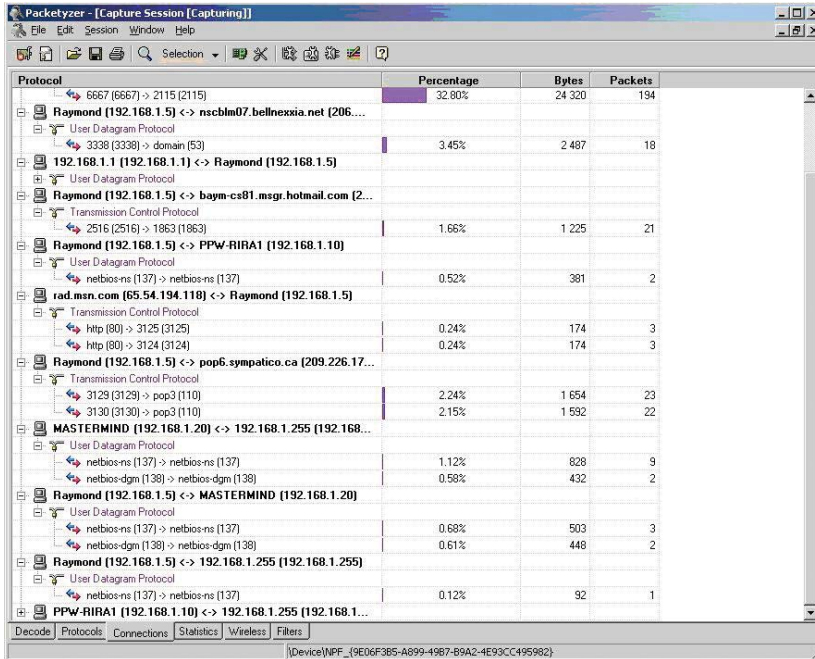 Packetyzer - [Capture Session [Capturing]]
File Edit Session Window Help
Selection
Protocol Percentage Bytes Packets
6667 (6667) -> 2115 (2115) 32.80% 24 320 194
Raymond (192.168.1.5) <-> nscblm07.bellnexxia.net (206....
User Datagram Protocol
3338 (3338) -> domain (53) 3.45% 2 487 18
192.168.1.1 (192.168.1.1) <-> Raymond (192.168.1.5)
User Datagram Protocol
Raymond (192.168.1.5) <-> baym-cs81.msgr.hotmail.com (2...
Transmission Control Protocol
2516 (2516) -> 1863 (1863) 1.66% 1 225 21
Raymond (192.168.1.5) <-> PPW-RIRA1 (192.168.1.10)
User Datagram Protocol
netbios-ns (137) -> netbios-ns (137) 0.52% 381 2
rad.msn.com (65.54.194.118) <-> Raymond (192.168.1.5)
Transmission Control Protocol
http (80) -> 3125 (3125) 0.24% 174 3
http (80) -> 3124 (3124) 0.24% 174 3
Raymond (192.168.1.5) <-> pop6.sympatico.ca (209.226.17...
Transmission Control Protocol
3129 (3129) -> pop3 (110) 2.24% 1 654 23
3130 (3130) -> pop3 (110) 2.15% 1 592 22
MASTERMIND (192.168.1.20) <-> 192.168.1.255 (192.168...
User Datagram Protocol
netbios-ns (137) -> netbios-ns (137) 1.12% 828 9
netbios-dgm (138) -> netbios-dgm (138) 0.58% 432 2
Raymond (192.168.1.5) <-> MASTERMIND (192.168.1.20)
User Datagram Protocol
netbios-ns (137) -> netbios-ns (137) 0.68% 503 3
netbios-dgm (138) -> netbios-dgm (138) 0.61% 448 2
Raymond (192.168.1.5) <-> 192.168.1.255 (192.168.1.255)
User Datagram Protocol
netbios-ns (137) -> netbios-ns (137) 0.12% 92 1
PPW-RIRA1 (192.168.1.10) <-> 192.168.1.255 (192.168.1...
Decode Protocols Connections Statistics Wireless Filters
\Device\NPF_{9E06F3B5-A899-49B7-B9A2-4E93CC495982}